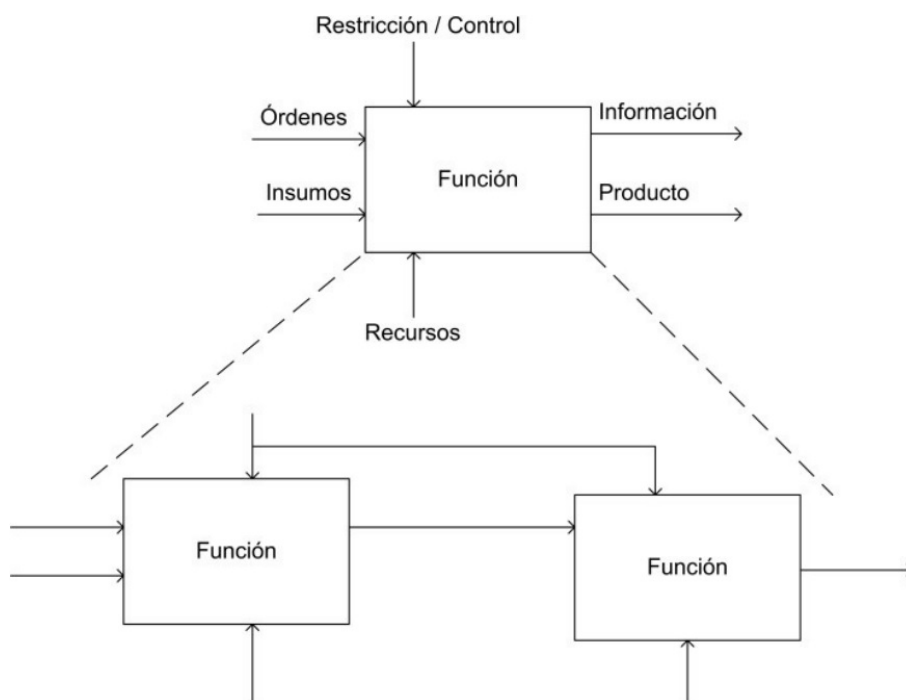 Restricción / Control
Órdenes
Información
Función
Insumos
Producto
Recursos
Función
Función